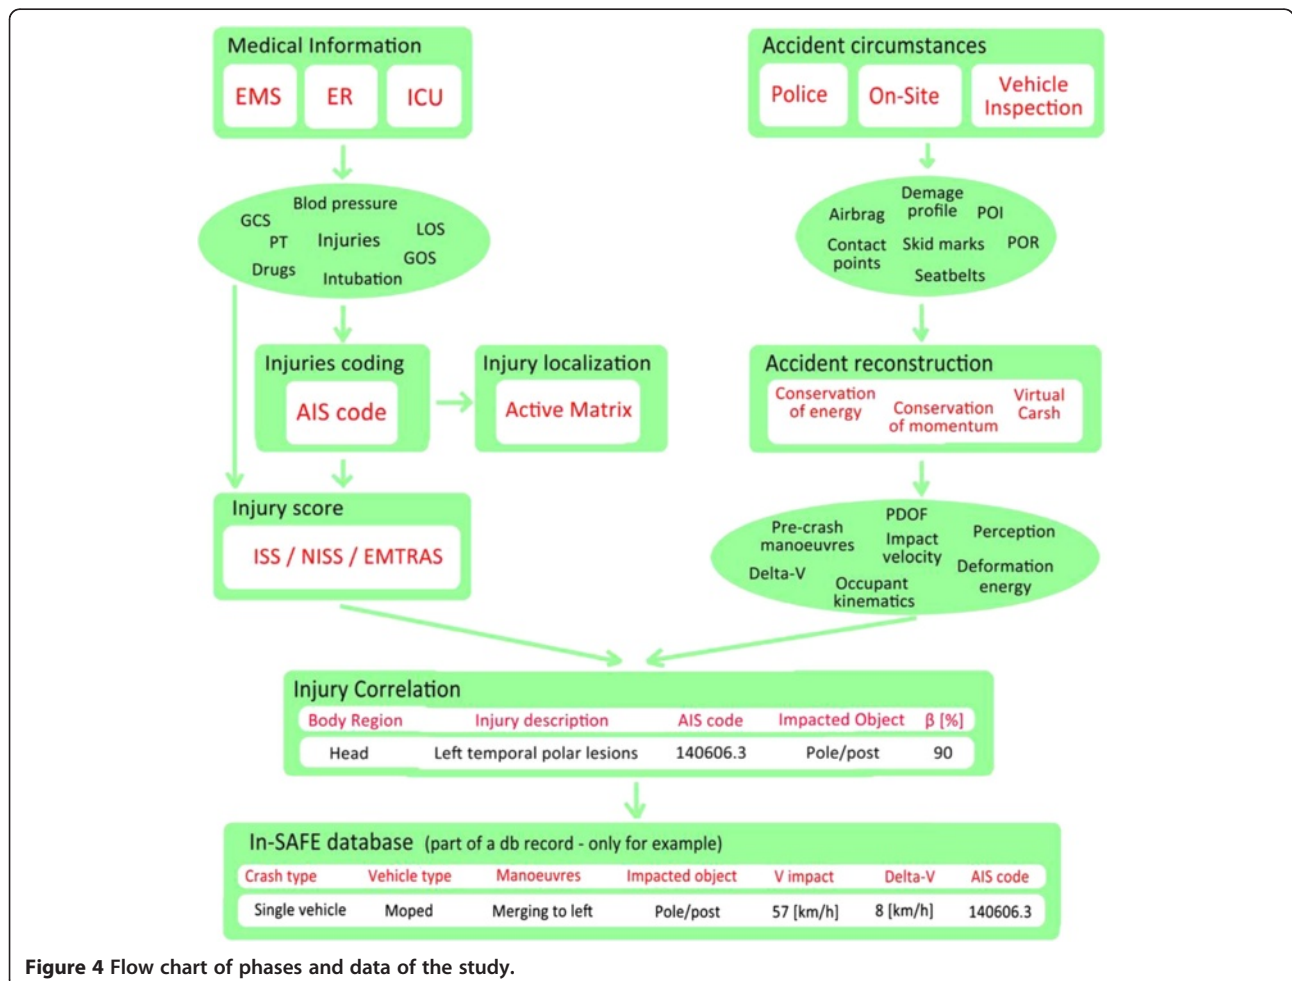 Medical Information
EMS ER ICU
Accident circumstances
Police On-Site Vehicle
Inspection
Blod pressure
GCS
LOS
PT
Injuries
GOS
Drugs
Intubation
Demage
profile
Airbrag
POI
Contact
points
Skid marks
POR
Seatbelts
Injuries coding
AIS code
Injury localization
Active Matrix
Accident reconstruction
Conservation
of energy
Conservation
of momentum
Virtual
Carsh
Injury score
ISS / NISS / EMTRAS
PDOF
Pre-crash
manoeuvres
Impact
velocity
Perception
Delta-V
Occupant
kinematics
Deformation
energy
Injury Correlation
Body Region Injury description AIS code Impacted Object β [%]
Head Left temporal polar lesions 140606.3 Pole/post 90
In-SAFE database (part of a db record - only for example)
Crash type Vehicle type Manoeuvres Impacted object V impact Delta-V AIS code
Single vehicle Moped Merging to left Pole/post 57 [km/h] 8 [km/h] 140606.3
Figure 4 Flow chart of phases and data of the study.